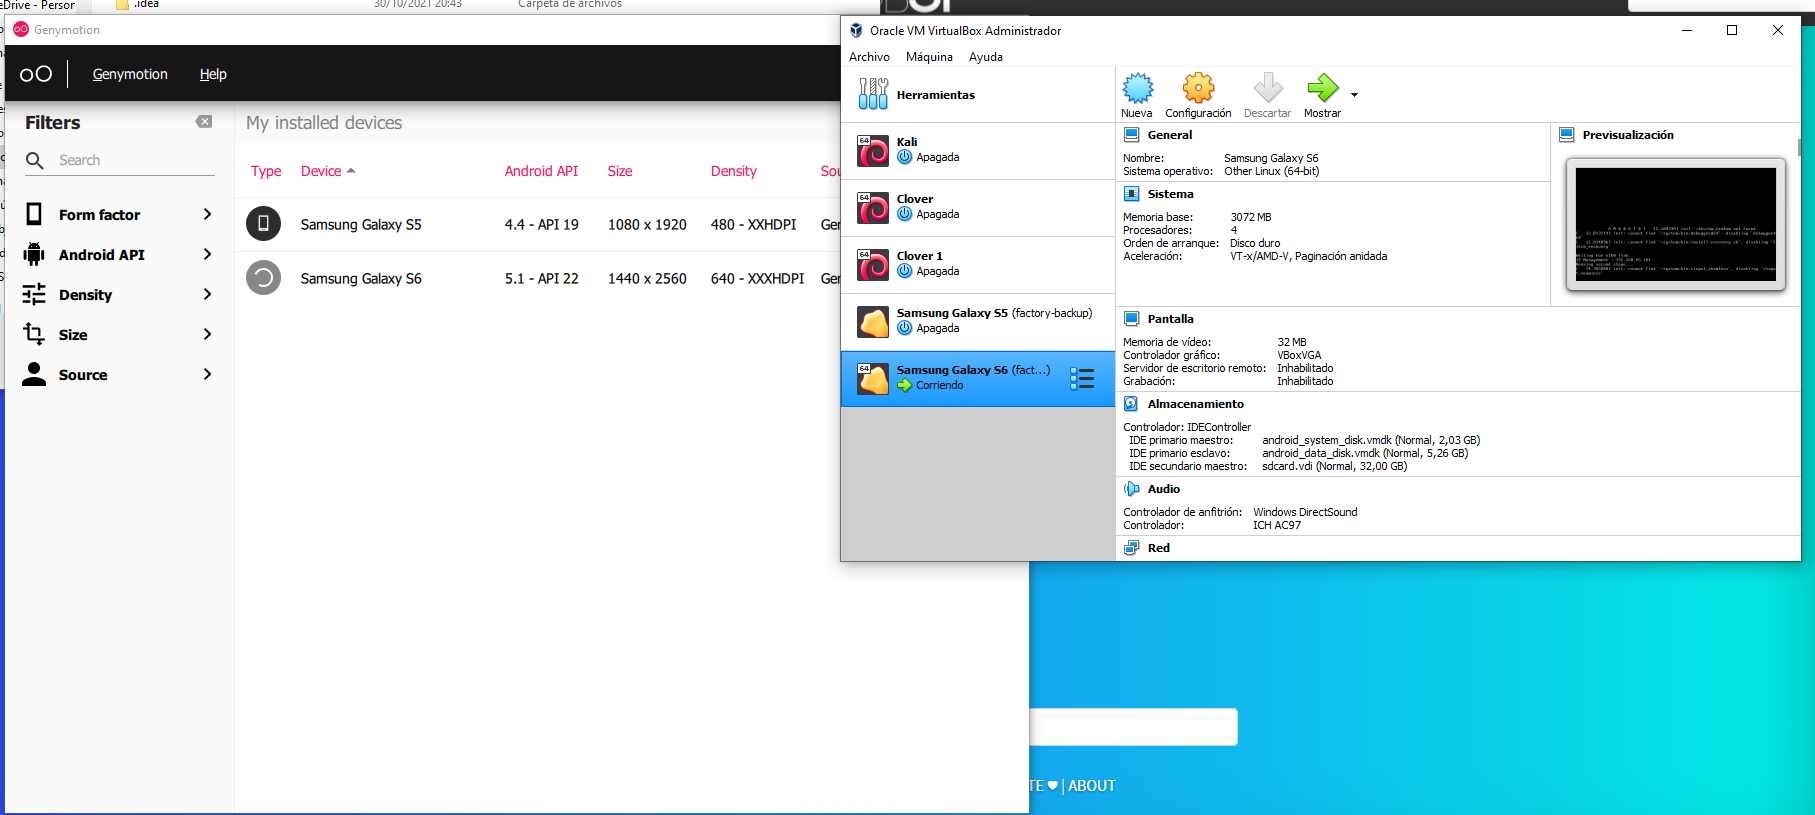 eDrive - Person
.idea
30/10/2021 20:43
Carpeta de archivos
Genymotion
Genymotion
Help
Filters
Search
Form factor
Android API
Density
Size
Source
My installed devices
Type Device Android API Size Density Sou
Samsung Galaxy S5 4.4 - API 19 1080 x 1920 480 - XXHDPI Ger
Samsung Galaxy S6 5.1 - API 22 1440 x 2560 640 - XXXHDPI Ger
Oracle VM VirtualBox Administrador
Archivo Máquina Ayuda
Herramientas
64
Kali
Apagada
64
Clover
Apagada
64
Clover 1
Apagada
Samsung Galaxy S5 (factory-backup)
Apagada
64
Samsung Galaxy S6 (fact...)
Corriendo
Nueva Configuración Descartar Mostrar
General
Nombre: Samsung Galaxy S6
Sistema operativo: Other Linux (64-bit)
Sistema
Memoria base: 3072 MB
Procesadores: 4
Orden de arranque: Disco duro
Aceleración: VT-x/AMD-V, Paginación anidada
Previsualización
Pantalla
Memoria de vídeo: 32 MB
Controlador gráfico: VBoxVGA
Servidor de escritorio remoto: Inhabilitado
Grabación: Inhabilitado
Almacenamiento
Controlador: IDEController
IDE primario maestro: android_system_disk.vmdk (Normal, 2,03 GB)
IDE primario esclavo: android_data_disk.vmdk (Normal, 5,26 GB)
IDE secundario maestro: sdcard.vdi (Normal, 32,00 GB)
Audio
Controlador de anfitrión: Windows DirectSound
Controlador: ICH AC97
Red
TE ♥ | ABOUT